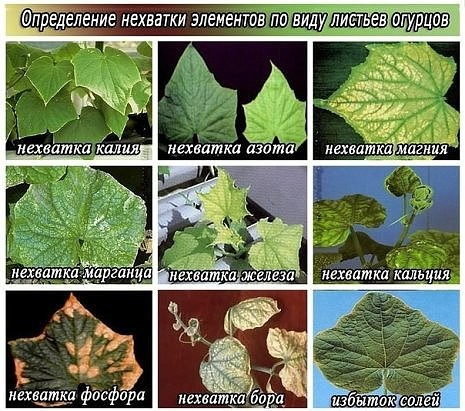 Определение нехватки элементов по виду листьев огурцов
нехватка калия
нехватка азота
нехватка магния
нехватка марганца
нехватка железа
нехватка кальция
нехватка фосфора
нехватка бора
избыток солей